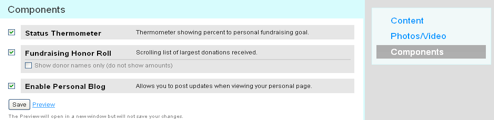 Components
Status Thermometer Thermometer showing percent to personal fundraising goal.
Fundraising Honor Roll Scrolling list of largest donations received.
Show donor names only (do not show amounts)
Enable Personal Blog Allows you to post updates when viewing your personal page.
Save Preview
The Preview will open in a new window but will not save your changes.
Content
Photos/Video
Components